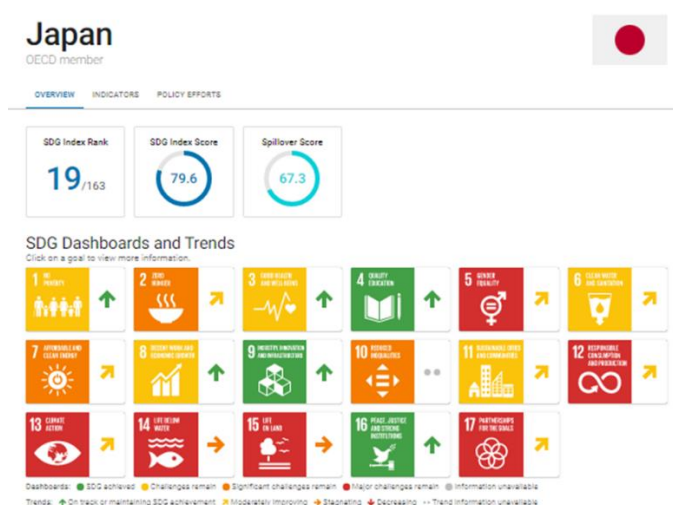 Japan
OECD member
OVERVIEW INDICATORS POLICY EFFORTS
SDG Index Rank SDG Index Score Spillover Score
19/163 79.6 67.3
SDG Dashboards and Trends
Click on a goal to view more information.
1 NO POVERTY 2 ZERO HUNGER 3 GOOD HEALTH AND WELL-BEING 4 QUALITY EDUCATION 5 GENDER EQUALITY 6 CLEAN WATER AND SANITATION
7 AFFORDABLE AND CLEAN ENERGY 8 DECENT WORK AND ECONOMIC GROWTH 9 INDUSTRY, INNOVATION AND INFRASTRUCTURE 10 REDUCED INEQUALITIES 11 SUSTAINABLE CITIES AND COMMUNITIES 12 RESPONSIBLE CONSUMPTION AND PRODUCTION
13 CLIMATE ACTION 14 LIFE BELOW WATER 15 LIFE ON LAND 16 PEACE, JUSTICE AND STRONG INSTITUTIONS 17 PARTNERSHIPS FOR THE GOALS
Dashboards: SDG achieved Challenges remain Significant challenges remain Major challenges remain Information unavailable
Trends: On track or maintaining SDG achievement Moderately improving Stagnating Decreasing Trend information unavailable